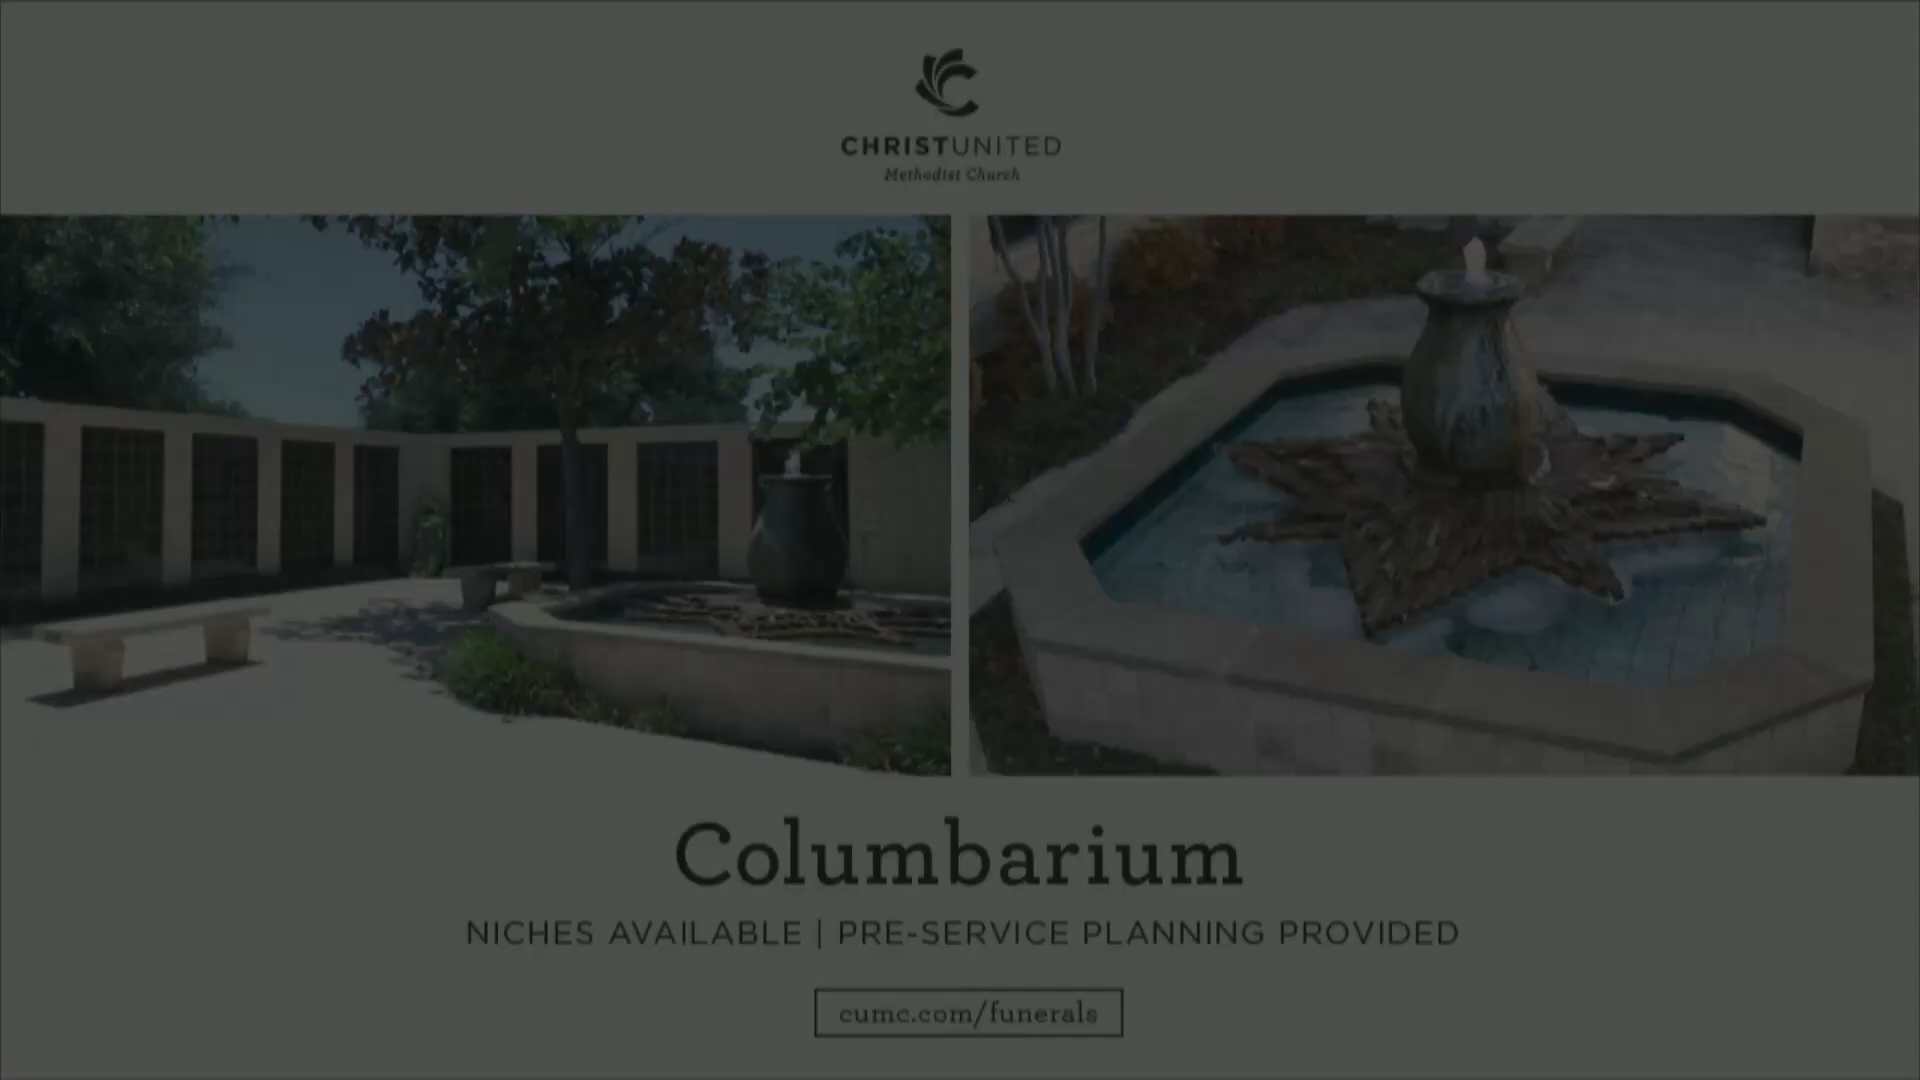 CHRISTUNITED
Methodist Church
Columbarium
NICHES AVAILABLE | PRE-SERVICE PLANNING PROVIDED
cumc.com/funerals